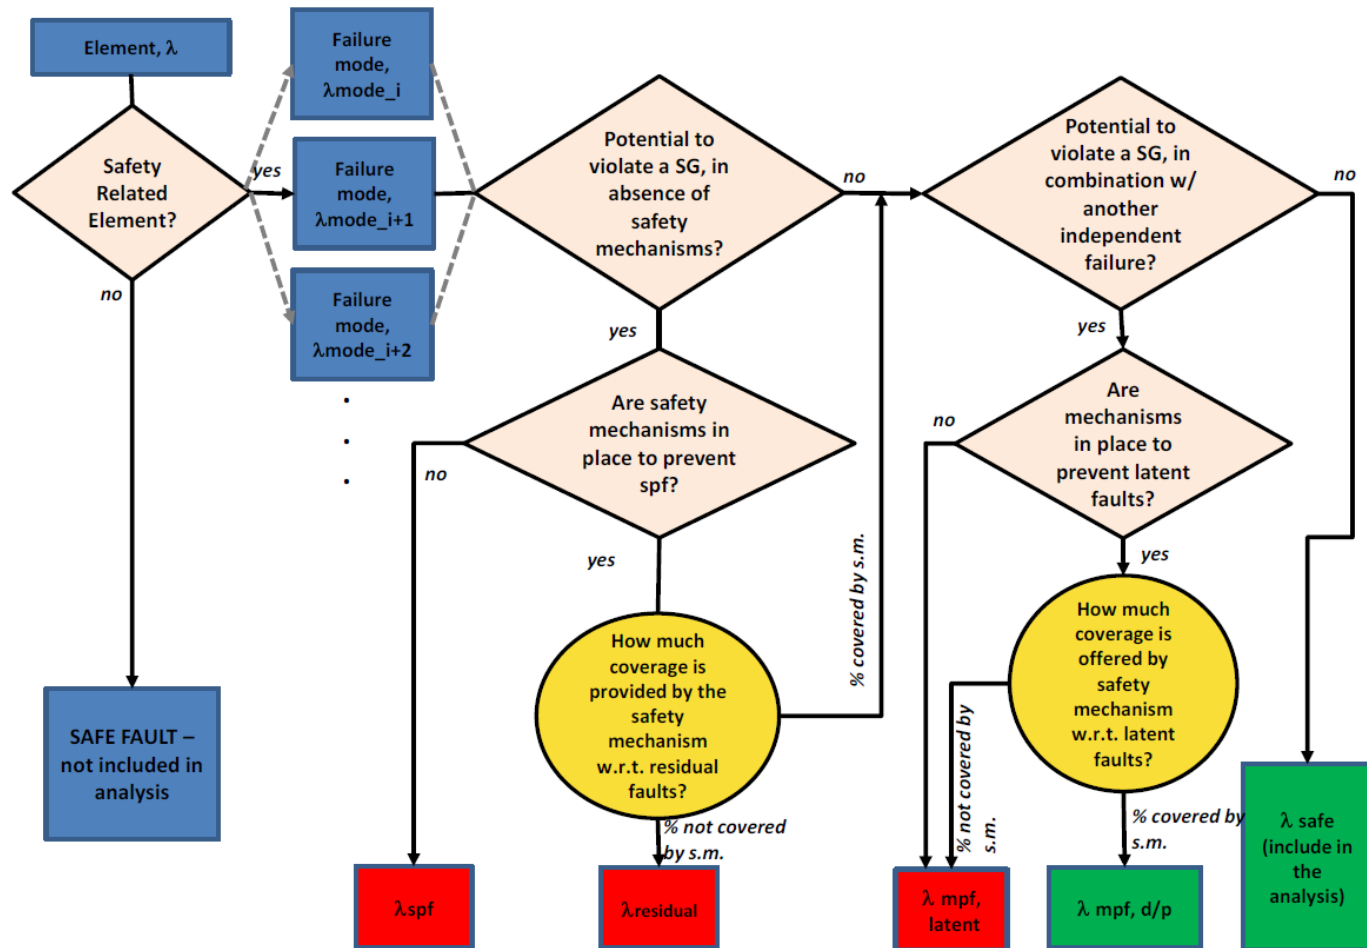 Element, λ
Safety
Related
Element?
yes
no
SAFE FAULT –
not included in
analysis
Failure
mode,
λmode_i
Failure
mode,
λmode_i+1
Failure
mode,
λmode_i+2
.
.
.
Potential to
violate a SG, in
absence of
safety
mechanisms?
no
yes
Are safety
mechanisms in
place to prevent
spf?
no
yes
How much
coverage is
provided by the
safety
mechanism
w.r.t. residual
faults?
% covered by s.m.
% not covered
by s.m.
λspf
λresidual
Potential to
violate a SG, in
combination w/
another
independent
failure?
no
yes
Are
mechanisms
in place to
prevent latent
faults?
no
yes
How much
coverage is
offered by
safety
mechanism
w.r.t. latent
faults?
% not covered by
s.m.
% covered by
s.m.
λ mpf,
latent
λ mpf, d/p
λ safe
(include in
the
analysis)